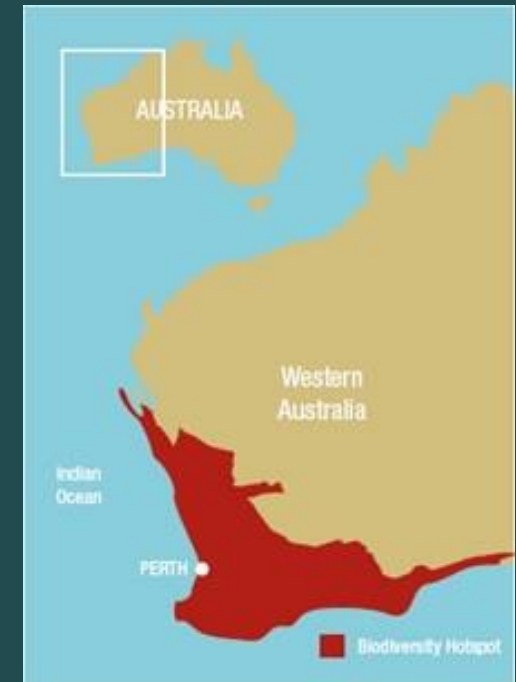 AUSTRALIA
Western
Australia
Indian
Ocean
PERTH
Biodiversity Hotspot